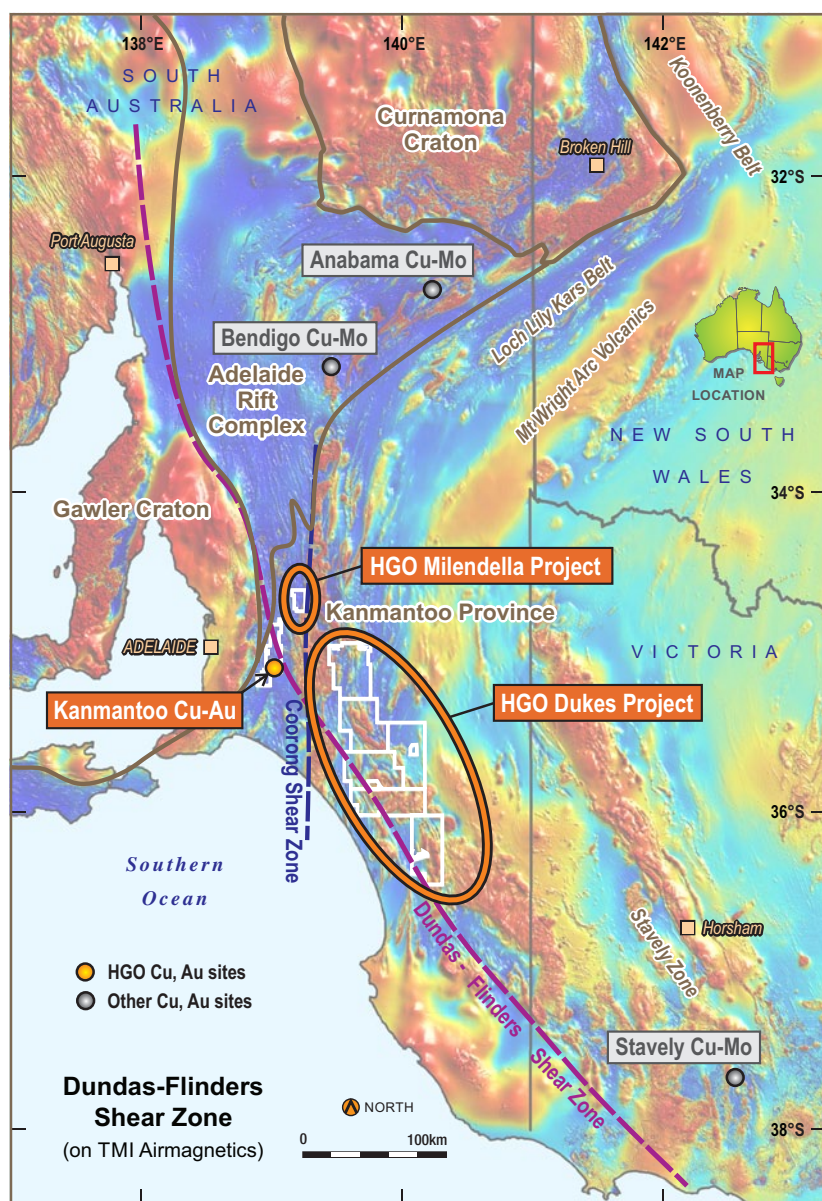 138°E
140°E
142°E
SOUTH
AUSTRALIA
Koonenberry Belt
Curnamona
Craton
Broken Hill
32°S
Port Augusta
Anabama Cu-Mo
Loch Lily Kars Belt
Bendigo Cu-Mo
Mt Wright Arc Volcanics
Adelaide
Rift
Complex
MAP
LOCATION
NEW SOUTH
WALES
34°S
Gawler Craton
HGO Milendella Project
Kanmantoo Province
ADELAIDE
VICTORIA
Kanmantoo Cu-Au
HGO Dukes Project
Coorong Shear Zone
36°S
Southern
Ocean
Dundas - Flinders Shear Zone
Stavely Zone
Horsham
HGO Cu, Au sites
Other Cu, Au sites
Stavely Cu-Mo
Dundas-Flinders
Shear Zone
(on TMI Airmagnetics)
NORTH
0
100km
38°S